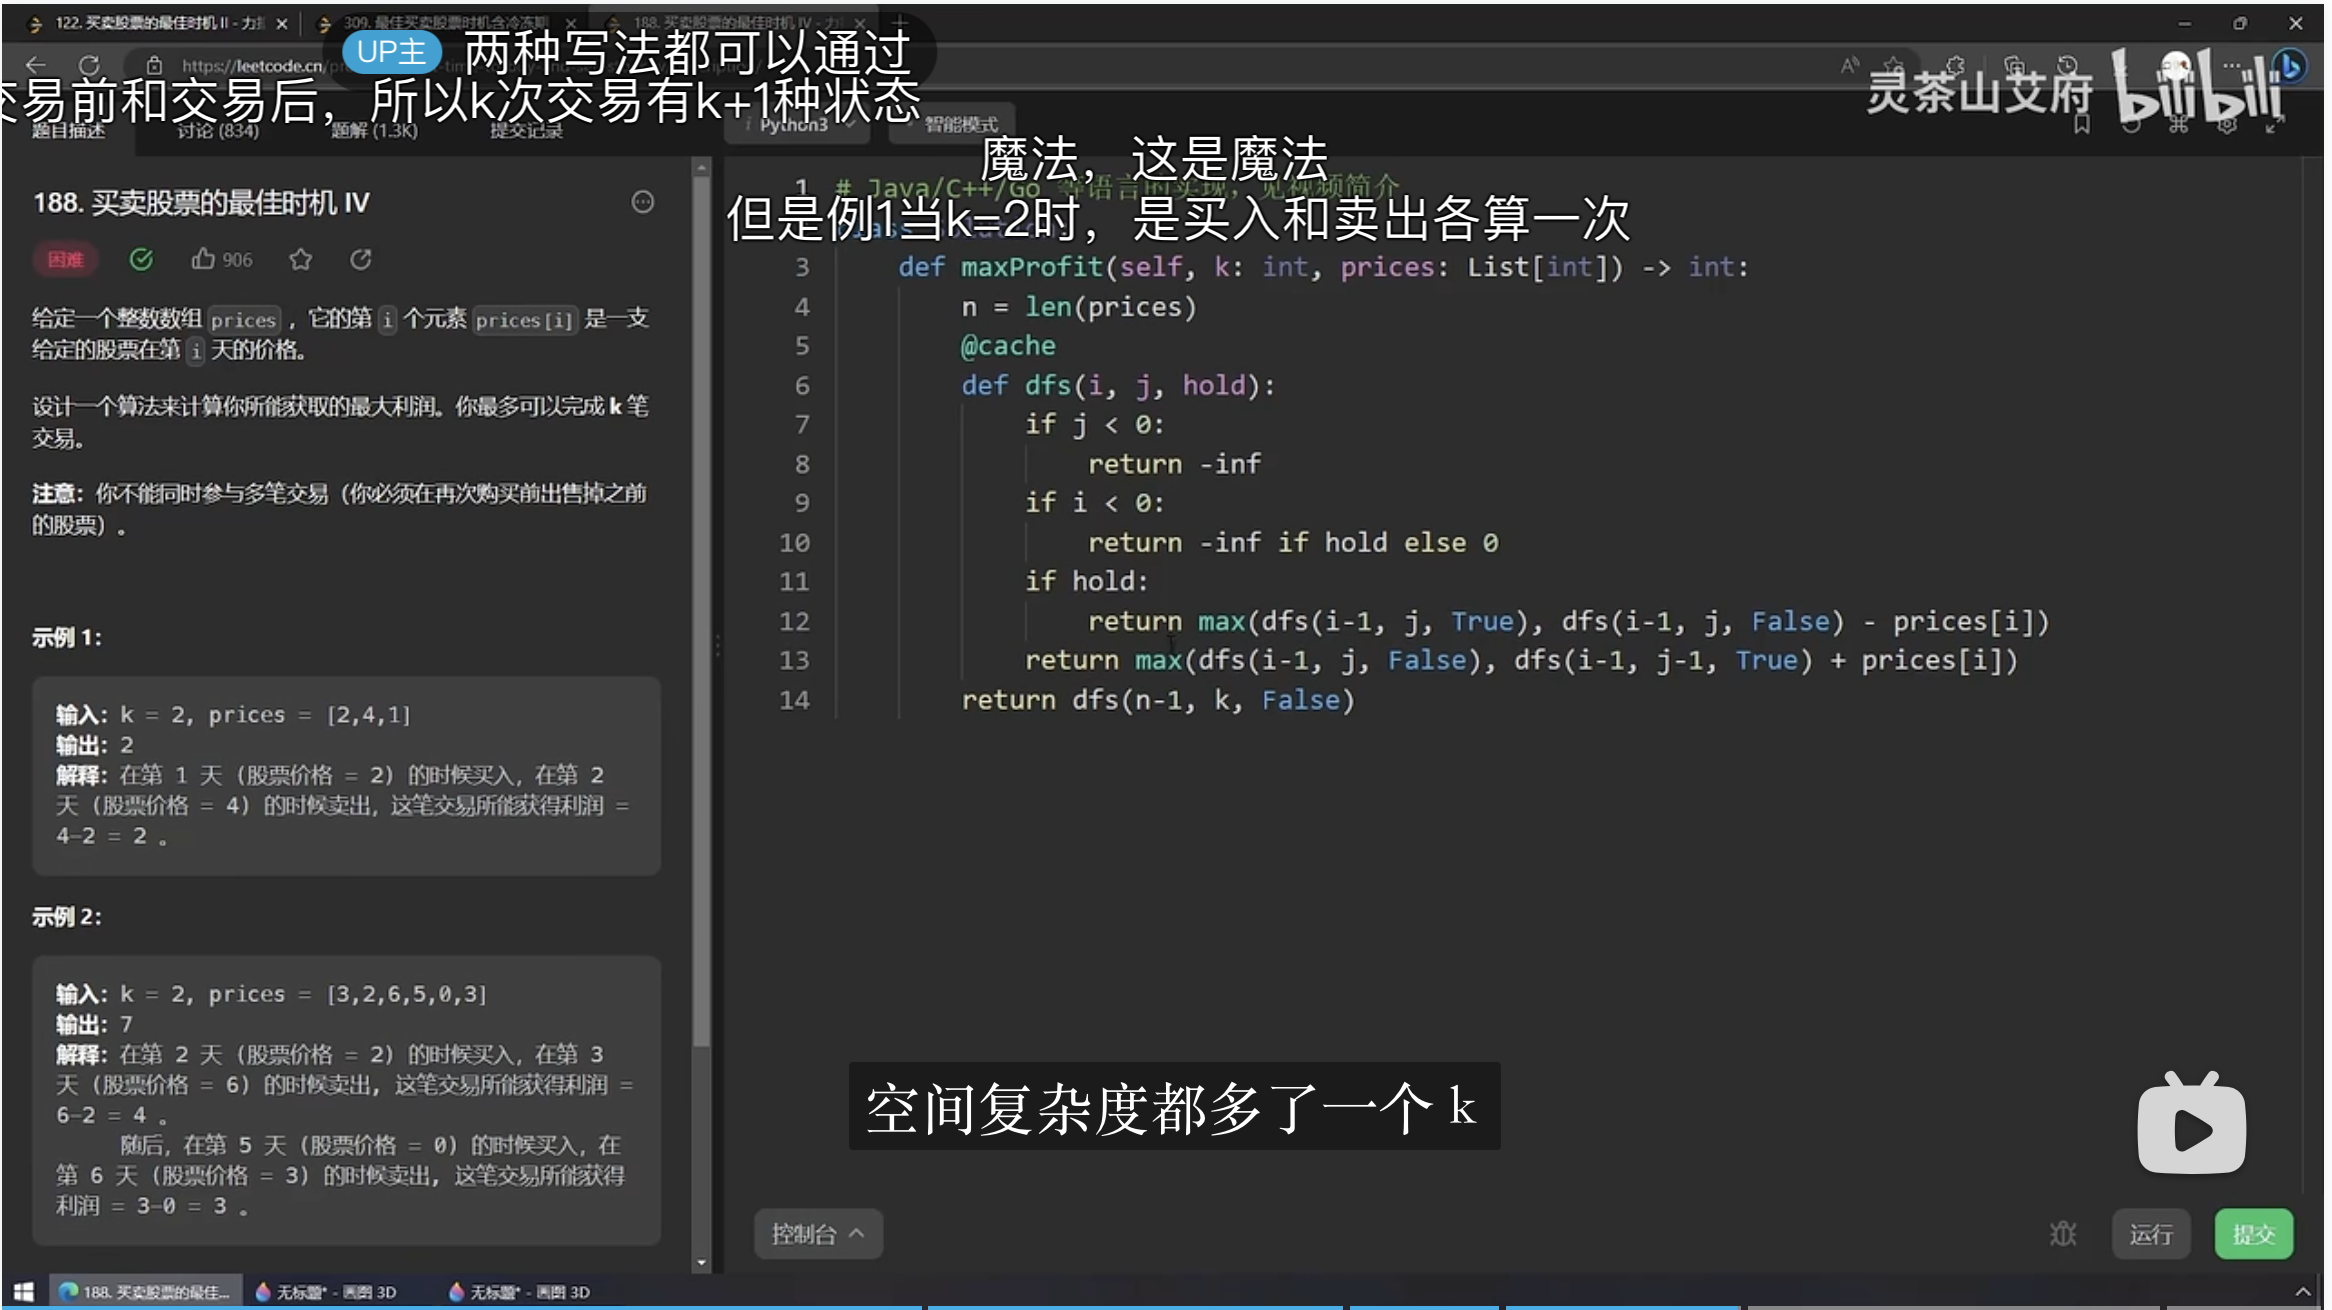 122. 买卖股票的最佳时机 II - 力扣
309. 最佳买卖股票时机含冷冻期
188. 买卖股票的最佳时机 IV - 力
UP主 两种写法都可以通过
https://leetcode.cn/pr
灵茶山艾府 bilibili
交易前和交易后，所以k次交易有k+1种状态
题目描述
讨论 (834)
题解 (1.3K)
提交记录
i Python3
智能模式
魔法，这是魔法
但是例1当k=2时，是买入和卖出各算一次
188. 买卖股票的最佳时机 IV
困难
906
给定一个整数数组 prices ，它的第 i 个元素 prices[i] 是一支
给定的股票在第 i 天的价格。
设计一个算法来计算你所能获取的最大利润。你最多可以完成 k 笔
交易。
注意：你不能同时参与多笔交易（你必须在再次购买前出售掉之前
的股票）。
示例 1：
输入：k = 2, prices = [2,4,1]
输出：2
解释：在第 1 天 (股票价格 = 2) 的时候买入，在第 2
天 (股票价格 = 4) 的时候卖出，这笔交易所能获得利润 =
4-2 = 2 。
示例 2：
输入：k = 2, prices = [3,2,6,5,0,3]
输出：7
解释：在第 2 天 (股票价格 = 2) 的时候买入，在第 3
天 (股票价格 = 6) 的时候卖出，这笔交易所能获得利润 =
6-2 = 4 。
随后，在第 5 天 (股票价格 = 0) 的时候买入，在
第 6 天 (股票价格 = 3) 的时候卖出，这笔交易所能获得
利润 = 3-0 = 3 。
1 # Java/C++/Go 等语言的实现，见视频简介
3 def maxProfit(self, k: int, prices: List[int]) -> int:
4 n = len(prices)
5 @cache
6 def dfs(i, j, hold):
7 if j < 0:
8 return -inf
9 if i < 0:
10 return -inf if hold else 0
11 if hold:
12 return max(dfs(i-1, j, True), dfs(i-1, j, False) - prices[i])
13 return max(dfs(i-1, j, False), dfs(i-1, j-1, True) + prices[i])
14 return dfs(n-1, k, False)
空间复杂度都多了一个 k
控制台
运行
提交
188. 买卖股票的最佳...
无标题* - 画图 3D
无标题* - 画图 3D